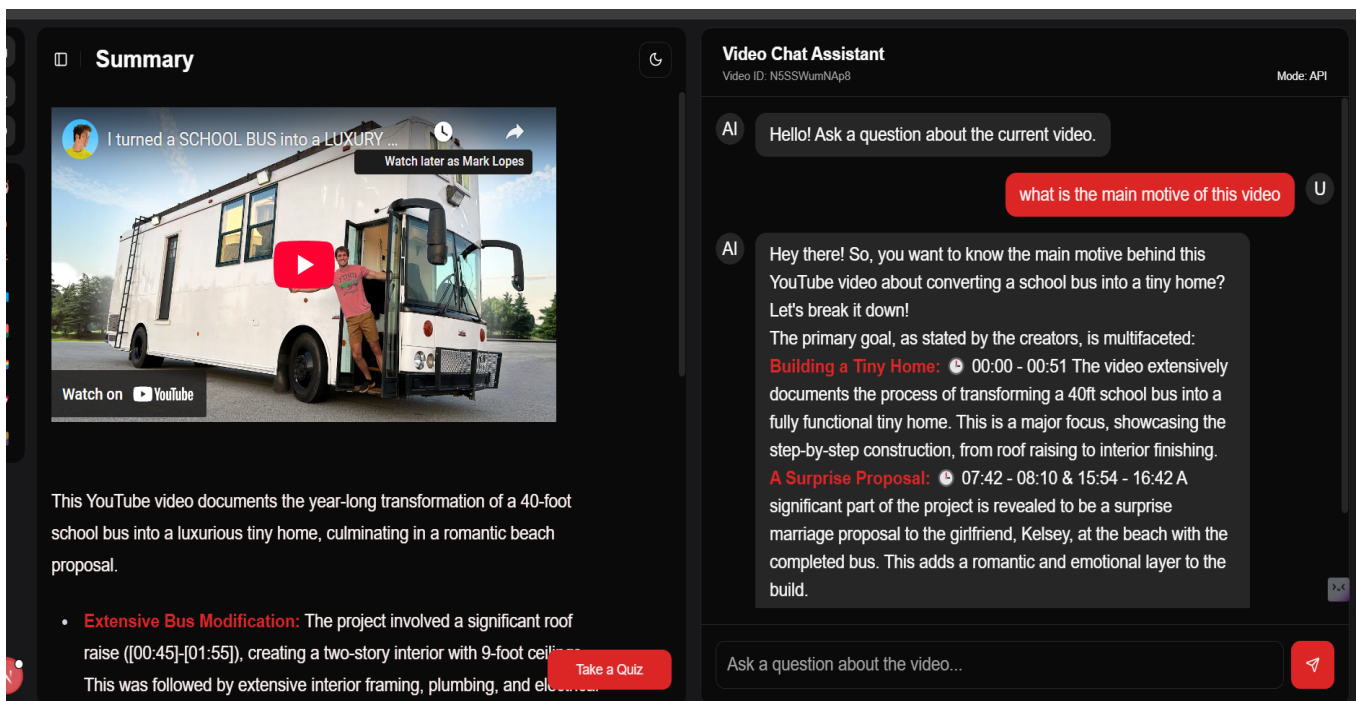 Summary
I turned a SCHOOL BUS into a LUXURY ...
Watch later as Mark Lopes
Watch on YouTube
This YouTube video documents the year-long transformation of a 40-foot
school bus into a luxurious tiny home, culminating in a romantic beach
proposal.
• Extensive Bus Modification: The project involved a significant roof
raise ([00:45]-[01:55]), creating a two-story interior with 9-foot
This was followed by extensive interior framing, plumbing, and
Take a Quiz
Video Chat Assistant
Video ID: N5SSWumNAp8
Mode: API
AI
Hello! Ask a question about the current video.
what is the main motive of this video
U
AI
Hey there! So, you want to know the main motive behind this
YouTube video about converting a school bus into a tiny home?
Let's break it down!
The primary goal, as stated by the creators, is multifaceted:
Building a Tiny Home: 🕒 00:00 - 00:51 The video extensively
documents the process of transforming a 40ft school bus into a
fully functional tiny home. This is a major focus, showcasing the
step-by-step construction, from roof raising to interior finishing.
A Surprise Proposal: 🕒 07:42 - 08:10 & 15:54 - 16:42 A
significant part of the project is revealed to be a surprise
marriage proposal to the girlfriend, Kelsey, at the beach with the
completed bus. This adds a romantic and emotional layer to the
build.
Ask a question about the video...